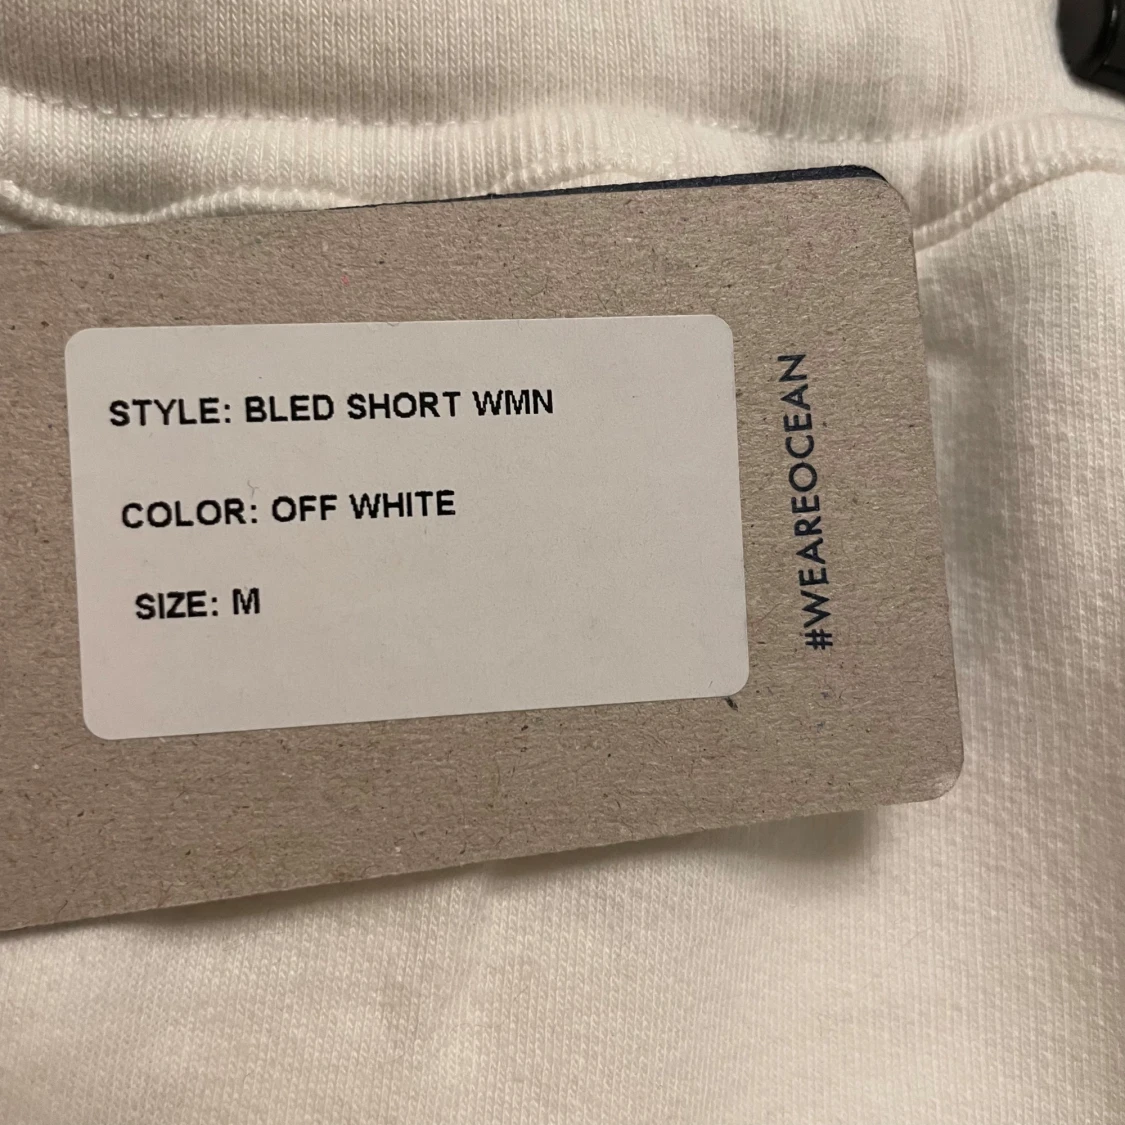 STYLE: BLED SHORT WMN
COLOR: OFF WHITE
SIZE: M
#WEAREOCEAN